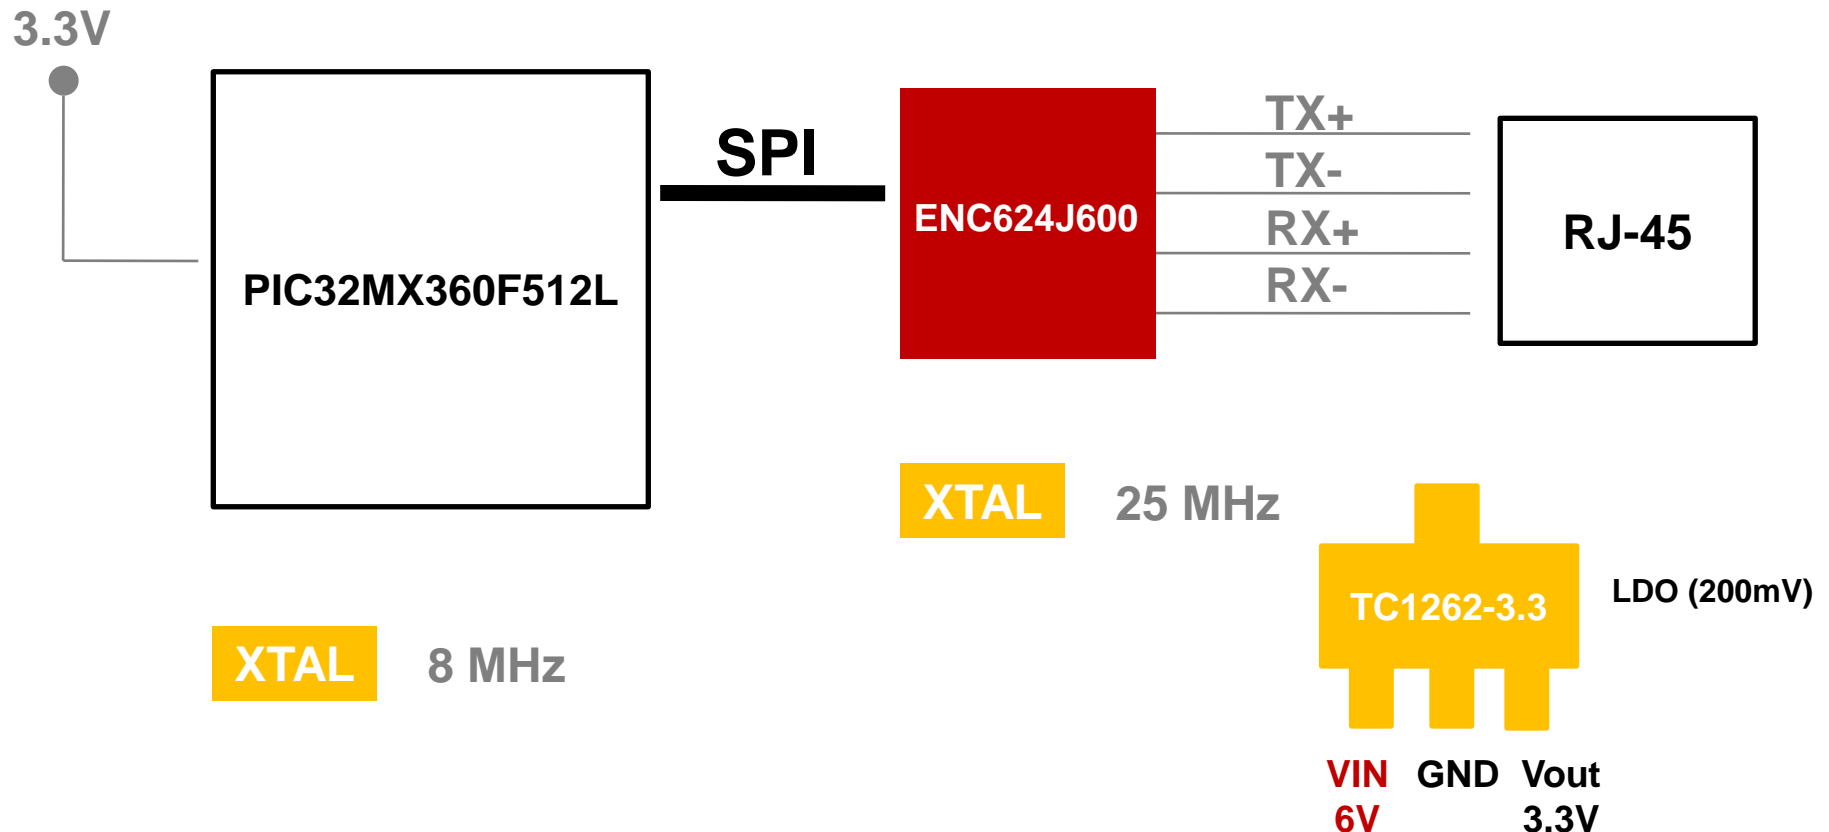 3.3V
PIC32MX360F512L
SPI
ENC624J600
TX+
TX-
RX+
RX-
RJ-45
XTAL
25 MHz
XTAL
8 MHz
TC1262-3.3
LDO (200mV)
VIN GND Vout
6V 3.3V